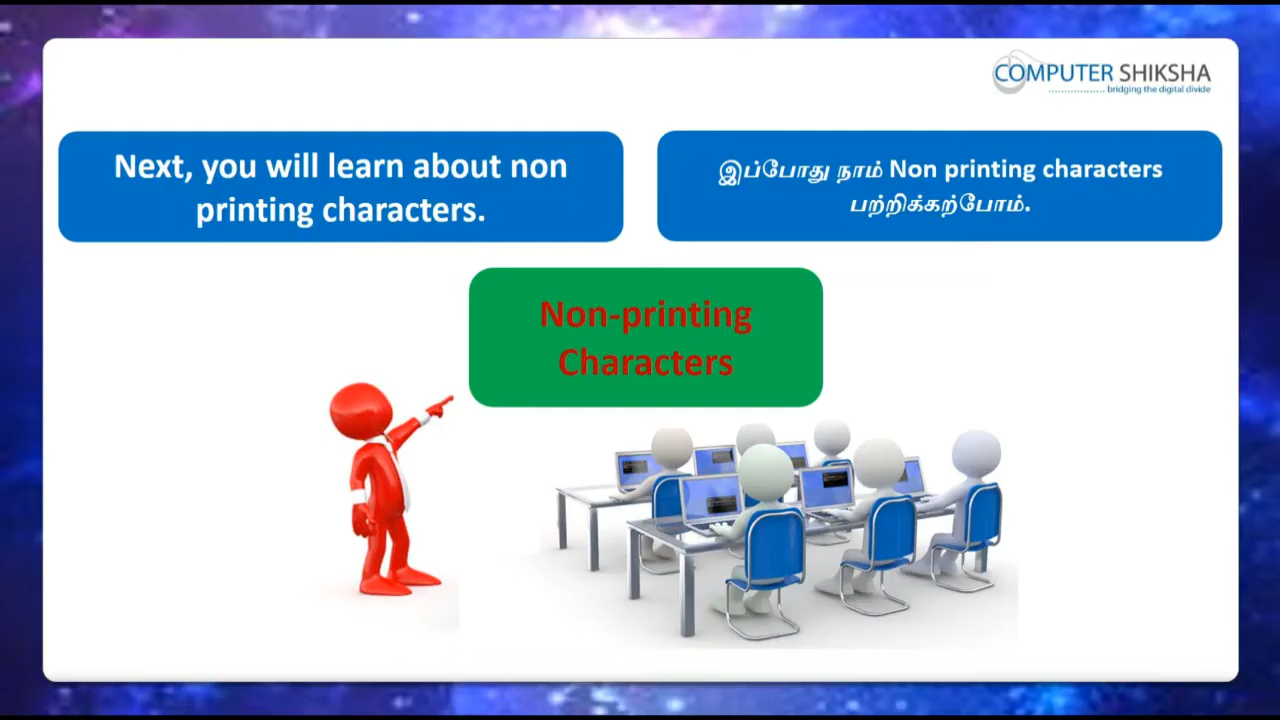 COMPUTER SHIKSHA
bridging the digital divide
Next, you will learn about non
printing characters.
இப்போது நாம் Non printing characters
பற்றிக்கற்போம்.
Non-printing
Characters